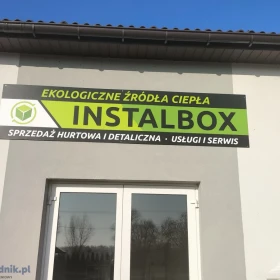 EKOLOGICZNE ŹRÓDŁA CIEPŁA
INSTALBOX
SPRZEDAŻ HURTOWA I DETALICZNA · USŁUGI I SERWIS
dnik.pl